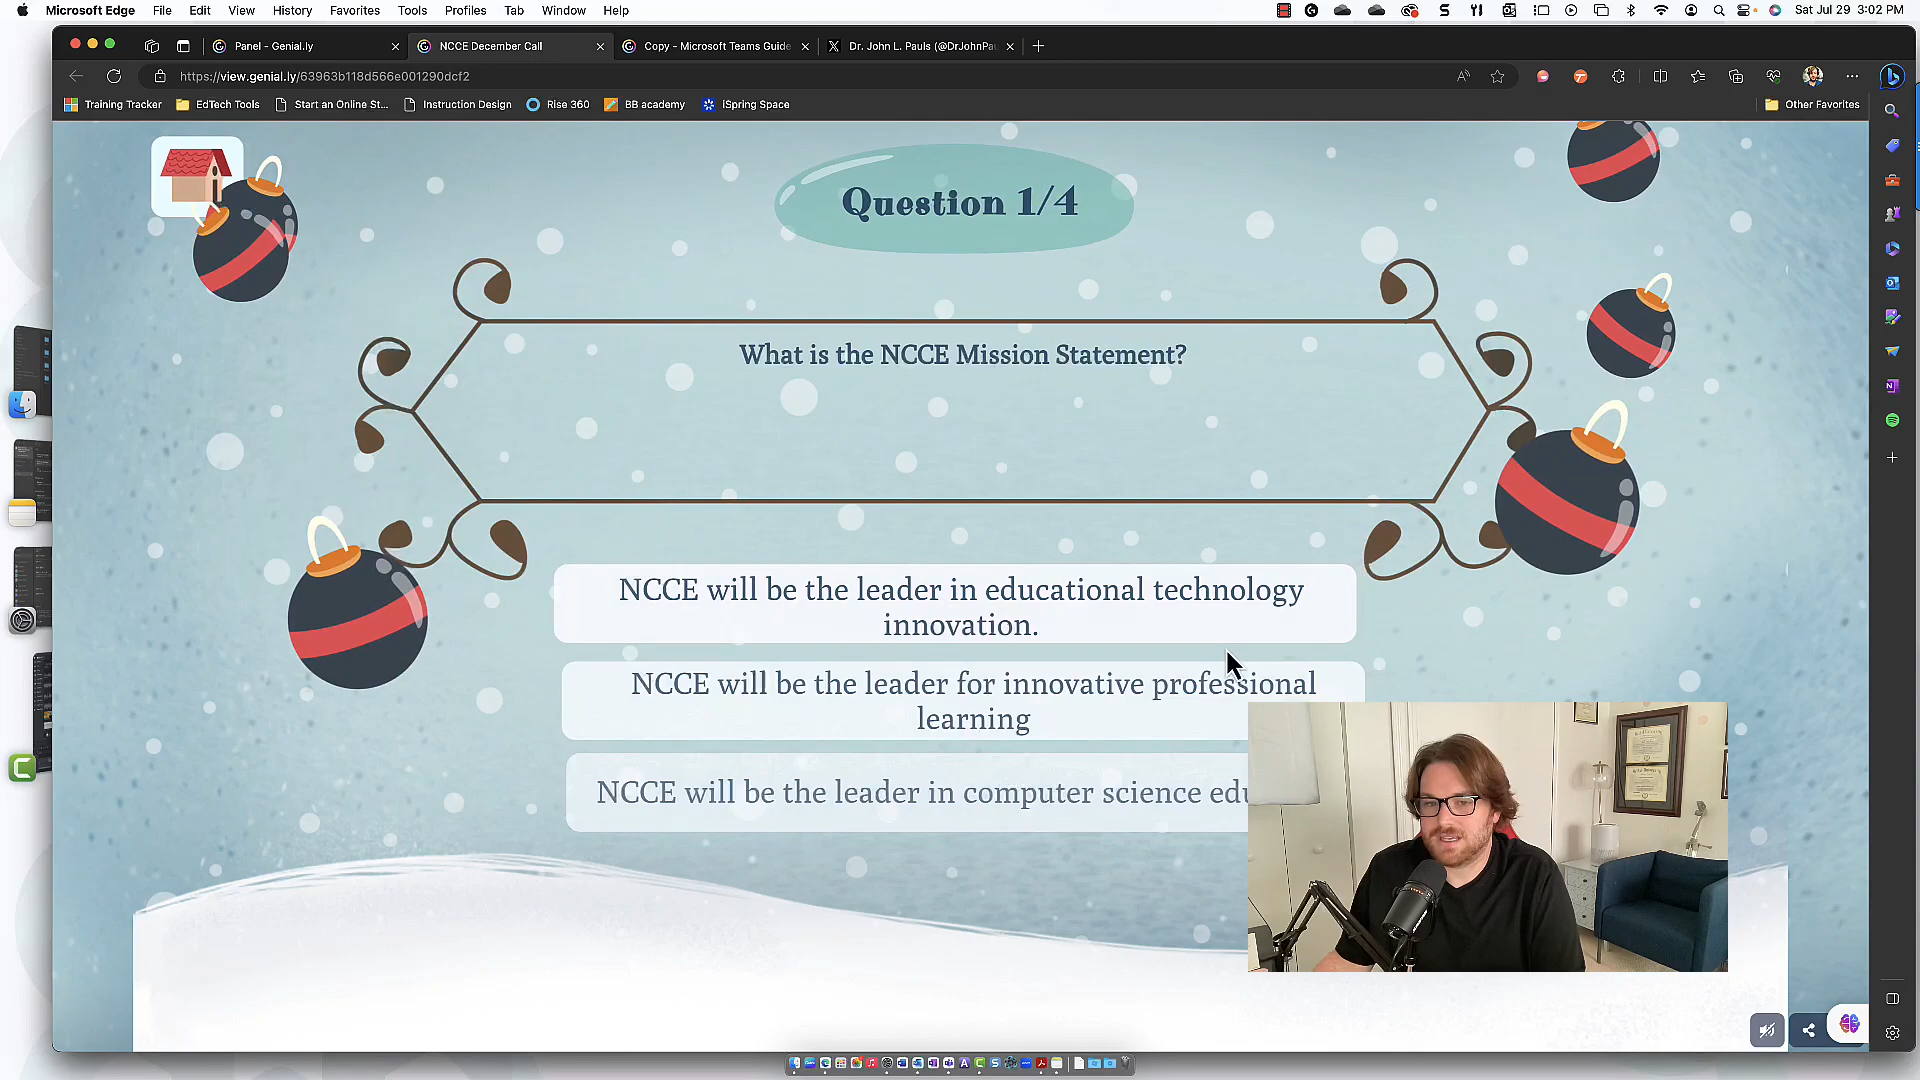 Microsoft Edge File Edit View History Favorites Tools Profiles Tab Window Help
Sat Jul 29 3:02 PM
Panel - Genial.ly
NCCE December Call
Copy - Microsoft Teams Guide
Dr. John L. Pauls (@DrJohnPau
https://view.genial.ly/63963b118d566e001290dcf2
Training Tracker
EdTech Tools
Start an Online St...
Instruction Design
Rise 360
BB academy
iSpring Space
Other Favorites
Question 1/4
What is the NCCE Mission Statement?
NCCE will be the leader in educational technology
innovation.
NCCE will be the leader for innovative professional
learning
NCCE will be the leader in computer science edu